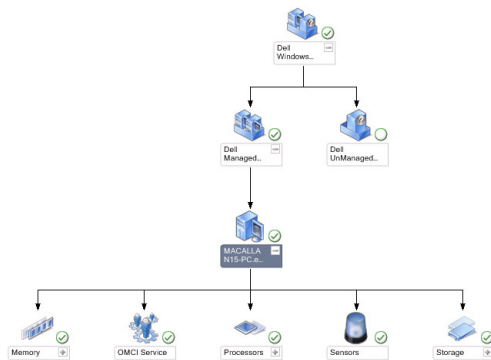 Dell
Windows..
Dell
Managed..
Dell
UnManaged..
MACALLA
N15-PC.e..
Memory
OMCI Service
Processors
Sensors
Storage